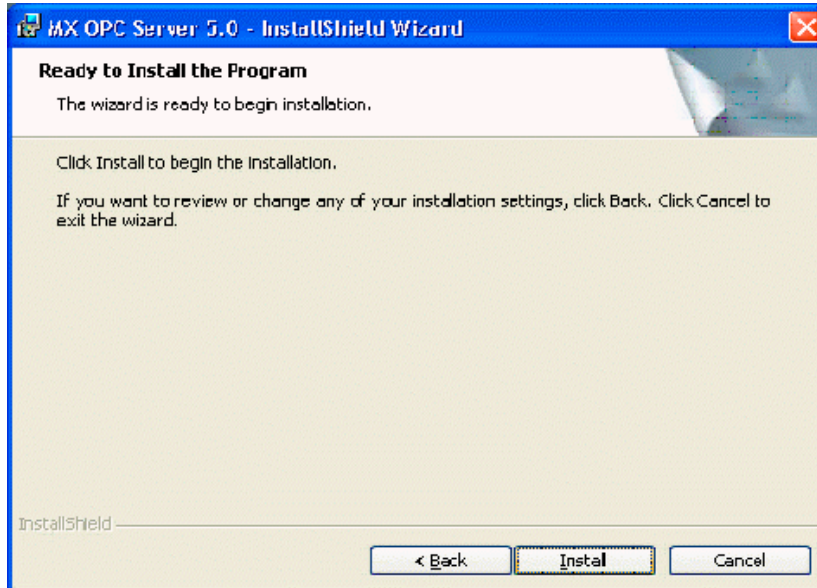 MX OPC Server 5.0 - InstallShield Wizard
Ready to Install the Program
The wizard is ready to begin installation.
Click Install to begin the installation.
If you want to review or change any of your installation settings, click Back. Click Cancel to
exit the wizard.
InstallShield
< Back Install Cancel